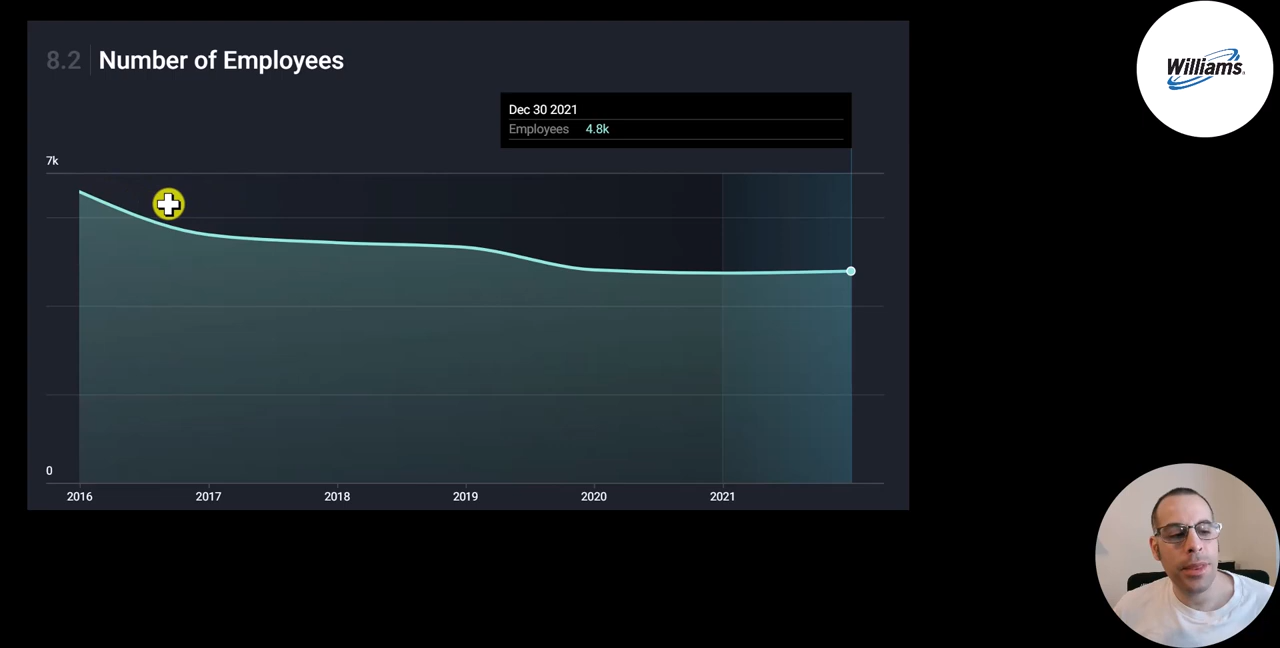 8.2 Number of Employees
Williams
Dec 30 2021
Employees 4.8k
7k
0
2016 2017 2018 2019 2020 2021